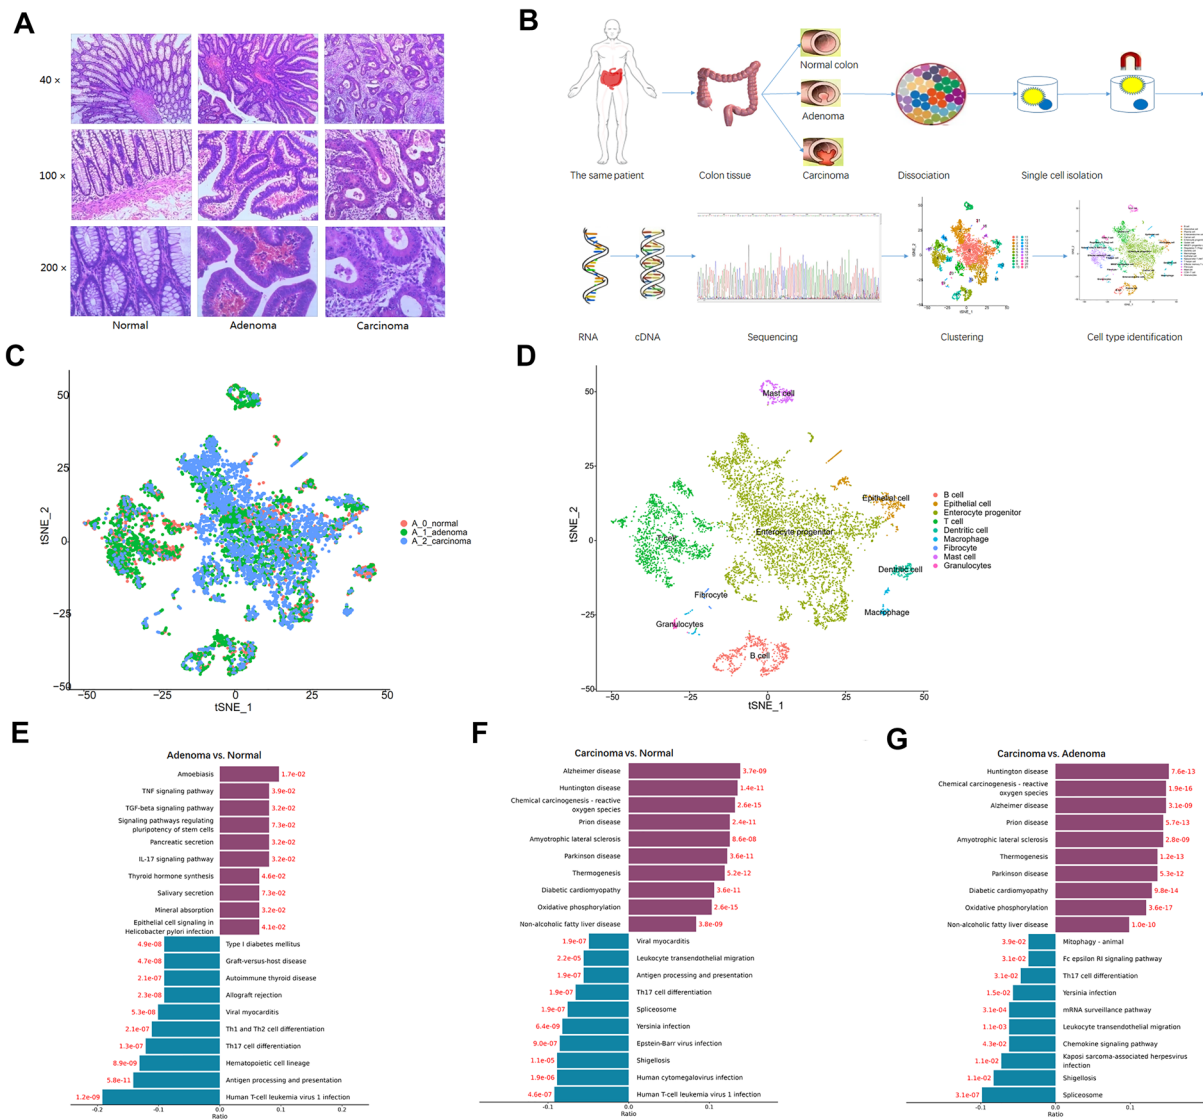 A
40 ×
100 ×
200 ×
Normal
Adenoma
Carcinoma
B
The same patient
Colon tissue
Normal colon
Adenoma
Carcinoma
Dissociation
Single cell isolation
RNA
cDNA
Sequencing
Clustering
Cell type identification
tSNE_1
C
50
25
0
−25
−50
tSNE_2
−50
−25
0
25
50
tSNE_1
A_0_normal
A_1_adenoma
A_2_carcinoma
D
50
25
0
−25
−50
tSNE_2
−50
−25
0
25
50
tSNE_1
Mast cell
Epithelial cell
Enterocyte progenitor
T cell
Dentritic cell
Fibrocyte
Macrophage
Granulocytes
B cell
B cell
Epithelial cell
Enterocyte progenitor
T cell
Dentritic cell
Macrophage
Fibrocyte
Mast cell
Granulocytes
E
Adenoma vs. Normal
Amoebiasis 1.7e-02
TNF signaling pathway 3.9e-02
TGF-beta signaling pathway 3.2e-02
Signaling pathways regulating
pluripotency of stem cells 7.3e-02
Pancreatic secretion 3.2e-02
IL-17 signaling pathway 3.2e-02
Thyroid hormone synthesis 4.6e-02
Salivary secretion 7.3e-02
Mineral absorption 3.2e-02
Epithelial cell signaling in
Helicobacter pylori infection 4.1e-02
4.9e-08 Type I diabetes mellitus
4.7e-08 Graft-versus-host disease
2.1e-07 Autoimmune thyroid disease
2.3e-08 Allograft rejection
5.3e-08 Viral myocarditis
2.1e-07 Th1 and Th2 cell differentiation
1.3e-07 Th17 cell differentiation
8.9e-09 Hematopoietic cell lineage
5.8e-11 Antigen processing and presentation
1.2e-09 Human T-cell leukemia virus 1 infection
-0.2 -0.1 0.0 0.1 0.2
Ratio
F
Carcinoma vs. Normal
Alzheimer disease 3.7e-09
Huntington disease 1.4e-11
Chemical carcinogenesis - reactive
oxygen species 2.6e-15
Prion disease 2.4e-11
Amyotrophic lateral sclerosis 8.6e-08
Parkinson disease 3.6e-11
Thermogenesis 5.2e-12
Diabetic cardiomyopathy 3.6e-11
Oxidative phosphorylation 2.6e-15
Non-alcoholic fatty liver disease 3.8e-09
1.9e-07 Viral myocarditis
2.2e-05 Leukocyte transendothelial migration
1.9e-07 Antigen processing and presentation
1.9e-07 Th17 cell differentiation
1.9e-07 Spliceosome
6.4e-09 Yersinia infection
9.0e-07 Epstein-Barr virus infection
1.1e-05 Shigellosis
1.9e-06 Human cytomegalovirus infection
4.6e-07 Human T-cell leukemia virus 1 infection
-0.1 0.0 0.1
Ratio
G
Carcinoma vs. Adenoma
Huntington disease 7.6e-13
Chemical carcinogenesis - reactive
oxygen species 1.9e-16
Alzheimer disease 3.1e-09
Prion disease 5.7e-13
Amyotrophic lateral sclerosis 2.8e-09
Thermogenesis 1.2e-13
Parkinson disease 5.3e-12
Diabetic cardiomyopathy 9.8e-14
Oxidative phosphorylation 3.6e-17
Non-alcoholic fatty liver disease 1.0e-10
3.9e-02 Mitophagy - animal
3.1e-02 Fc epsilon RI signaling pathway
3.1e-02 Th17 cell differentiation
1.5e-02 Yersinia infection
3.1e-04 mRNA surveillance pathway
1.1e-03 Leukocyte transendothelial migration
4.3e-02 Chemokine signaling pathway
1.1e-02 Kaposi sarcoma-associated herpesvirus
infection
1.1e-02 Shigellosis
3.1e-07 Spliceosome
-0.1 0.0 0.1
Ratio